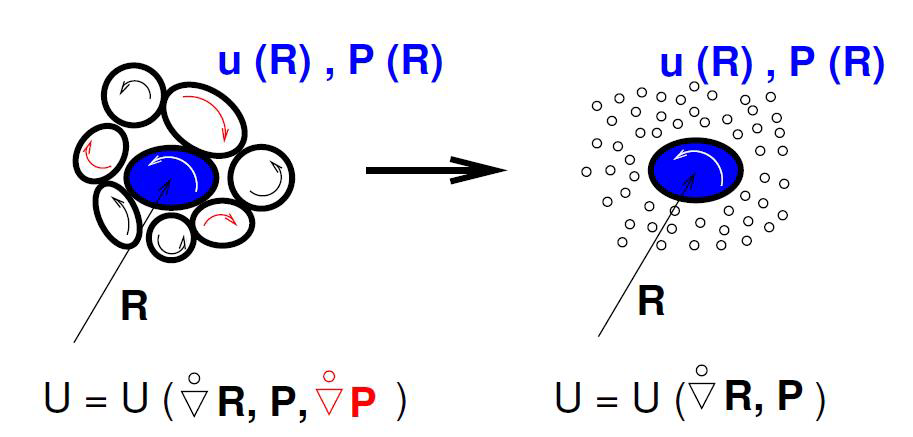 u (R) , P (R)
u (R) , P (R)
R
R
U = U ( ∇̊ R, P, ∇̊ P )
U = U ( ∇̊ R, P )